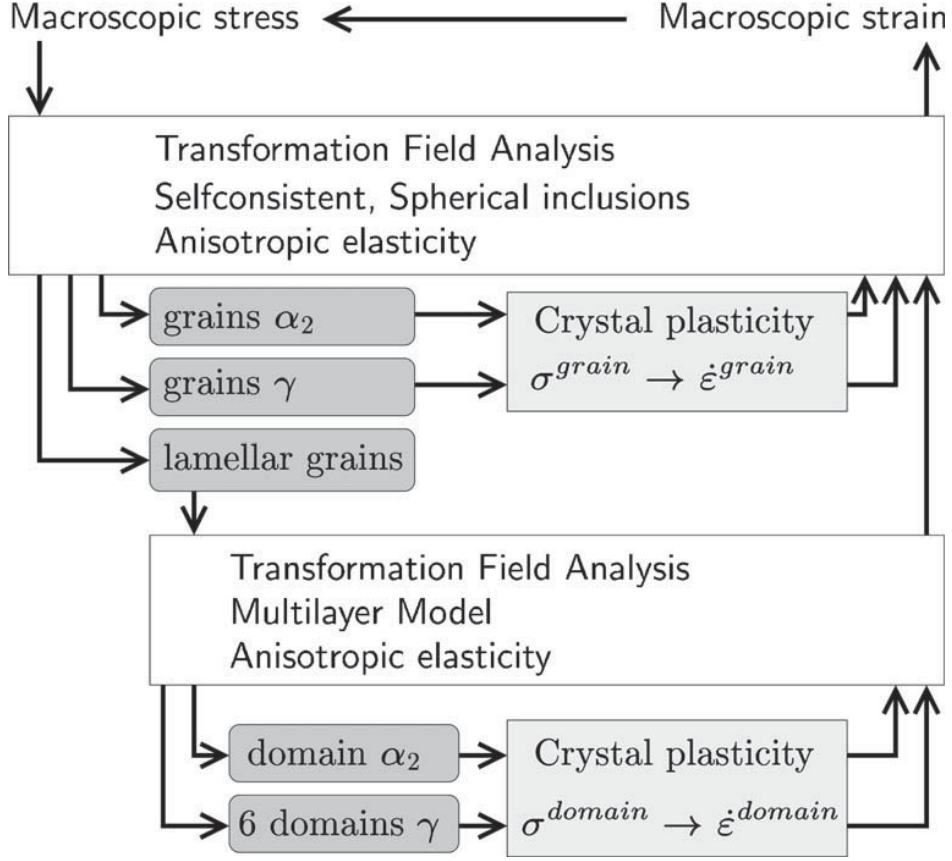 Macroscopic stress
Macroscopic strain
Transformation Field Analysis
Selfconsistent, Spherical inclusions
Anisotropic elasticity
grains α₂
grains γ
lamellar grains
Crystal plasticity
σ^grain → ε̇^grain
Transformation Field Analysis
Multilayer Model
Anisotropic elasticity
domain α₂
6 domains γ
Crystal plasticity
σ^domain → ε̇^domain